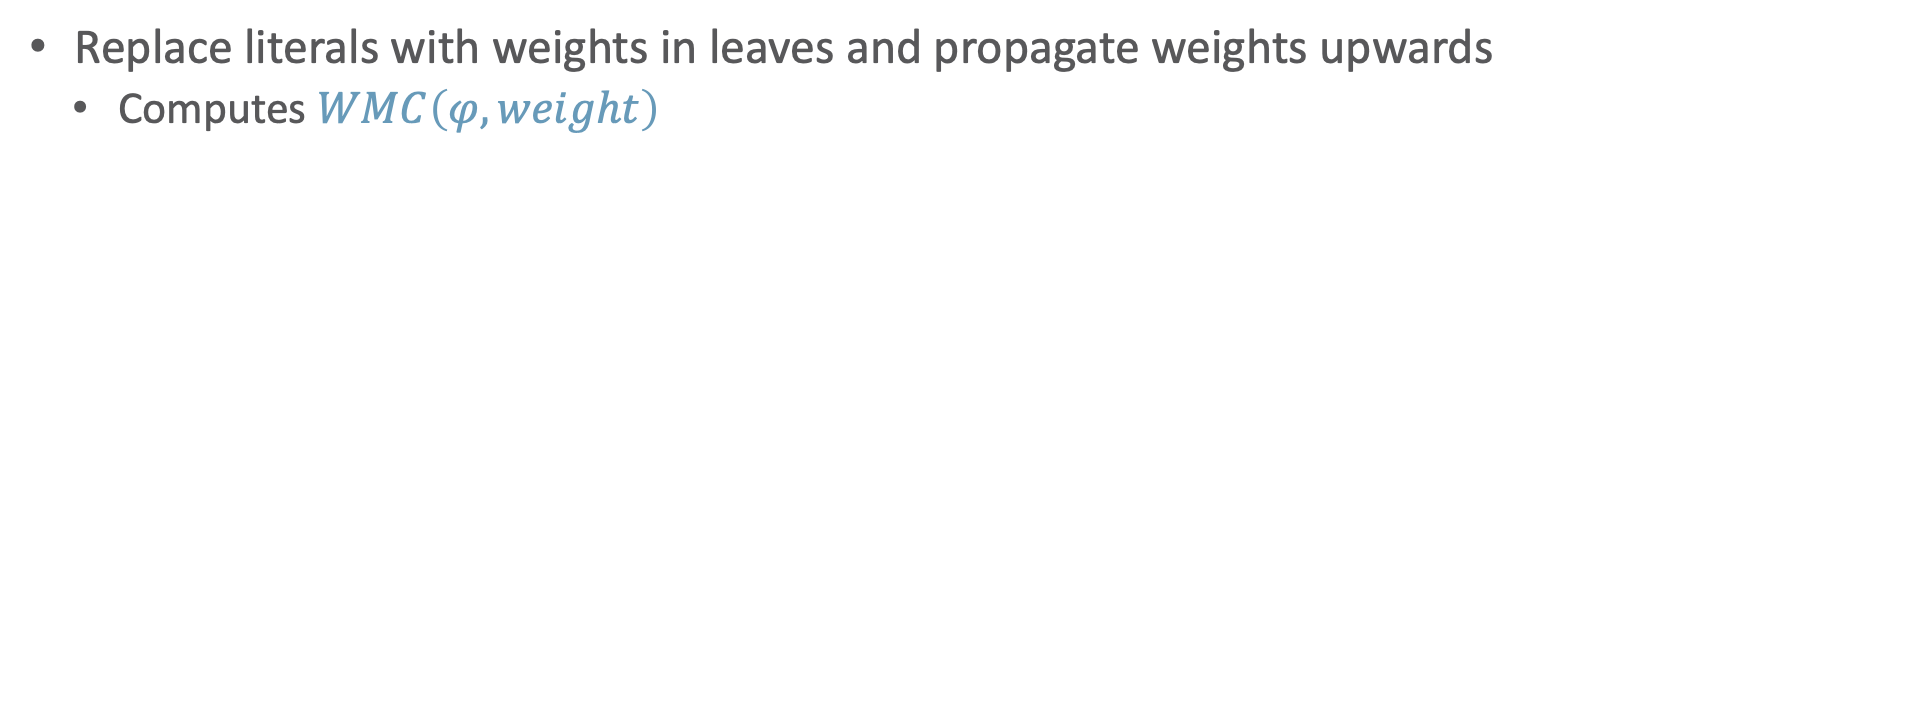 • Replace literals with weights in leaves and propagate weights upwards
• Computes WMC(φ, weight)